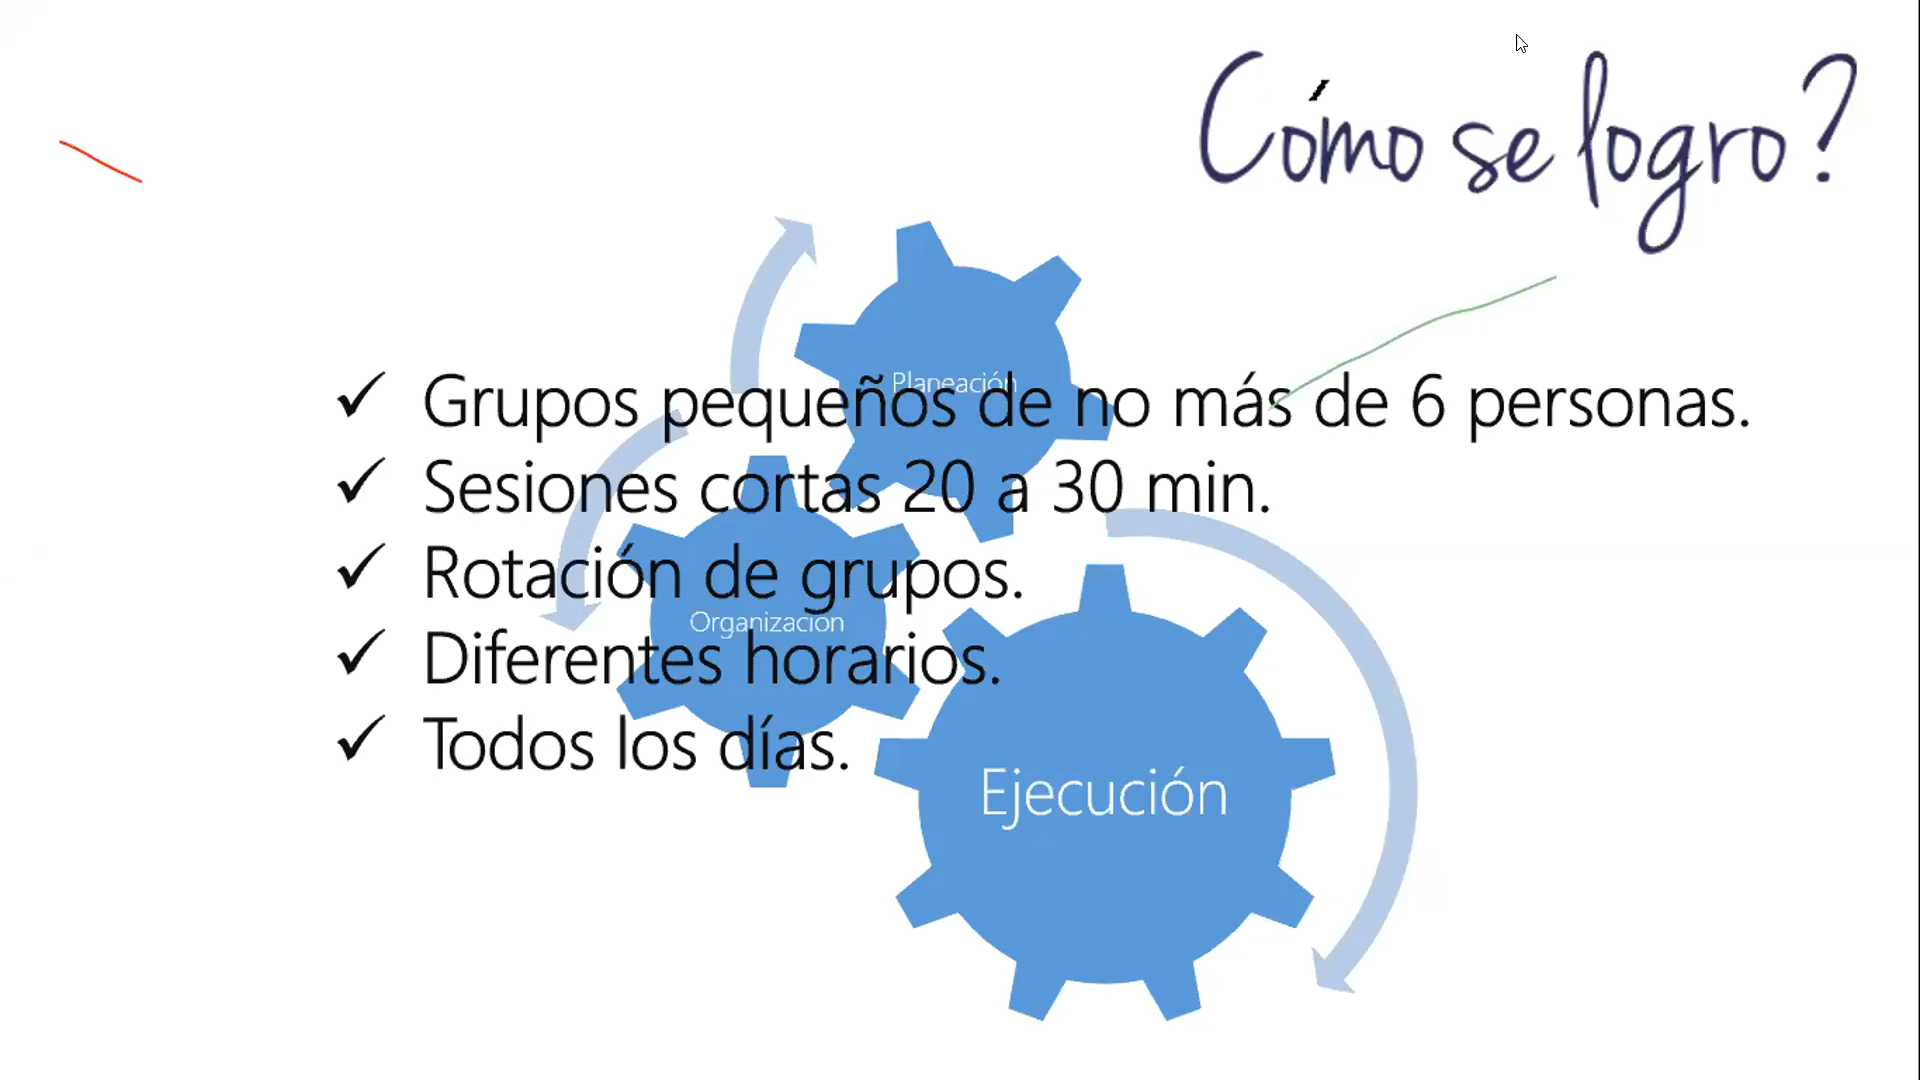 Cómo se logro?
Planeación
✓ Grupos pequeños de no más de 6 personas.
✓ Sesiones cortas 20 a 30 min.
✓ Rotación de grupos.
Organización
✓ Diferentes horarios.
✓ Todos los días.
Ejecución